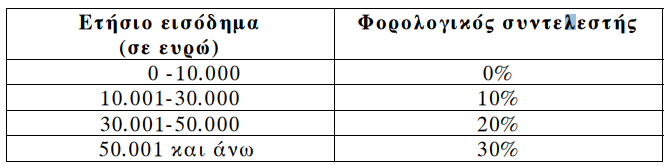 Ετήσιο εισόδημα Φορολογικός συντελεστής
(σε ευρώ)
0 -10.000 0%
10.001-30.000 10%
30.001-50.000 20%
50.001 και άνω 30%